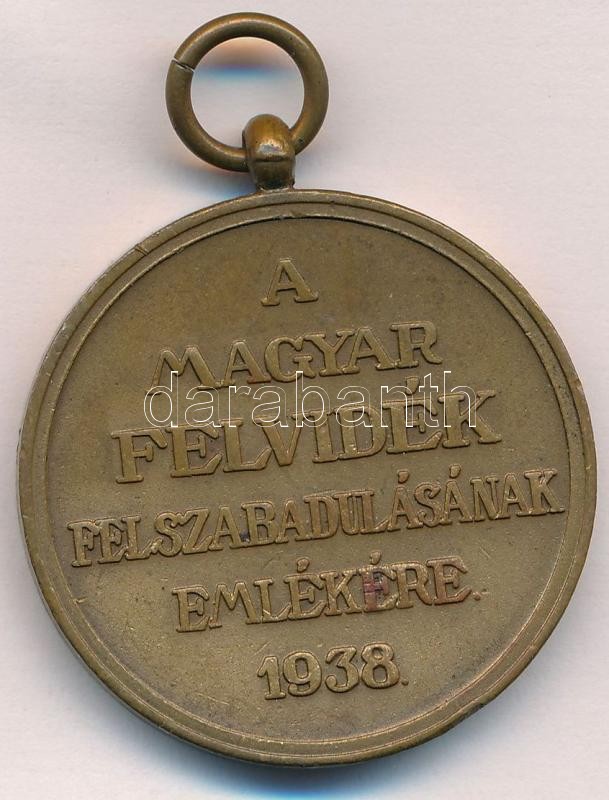 A
MAGYAR
darabanth
FELVIDÉK
FELSZABADULÁSÁNAK
EMLÉKÉRE.
1938.